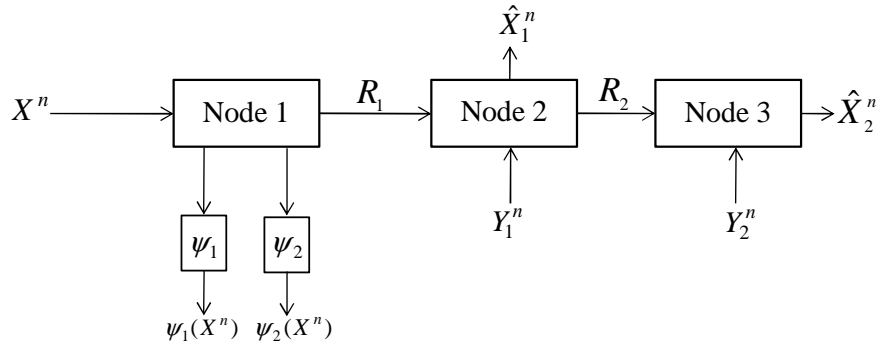 X̂₁ⁿ
Xⁿ Node 1 R₁ Node 2 R₂ Node 3 X̂₂ⁿ
ψ₁ ψ₂ Y₁ⁿ Y₂ⁿ
ψ₁(Xⁿ) ψ₂(Xⁿ)